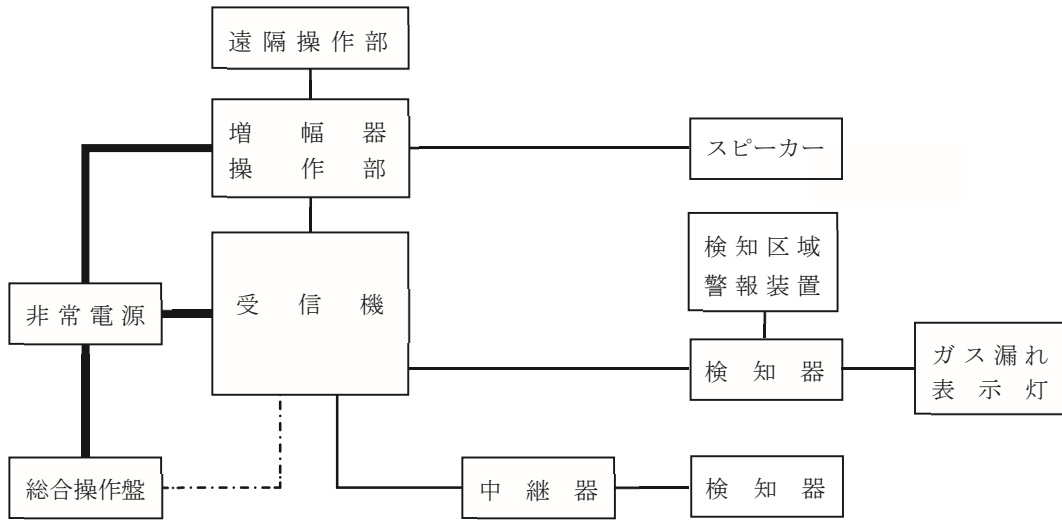 遠隔操作部
増幅器
操作部
スピーカー
検知区域
警報装置
非常電源
受信機
検知器
ガス漏れ
表示灯
総合操作盤
中継器
検知器